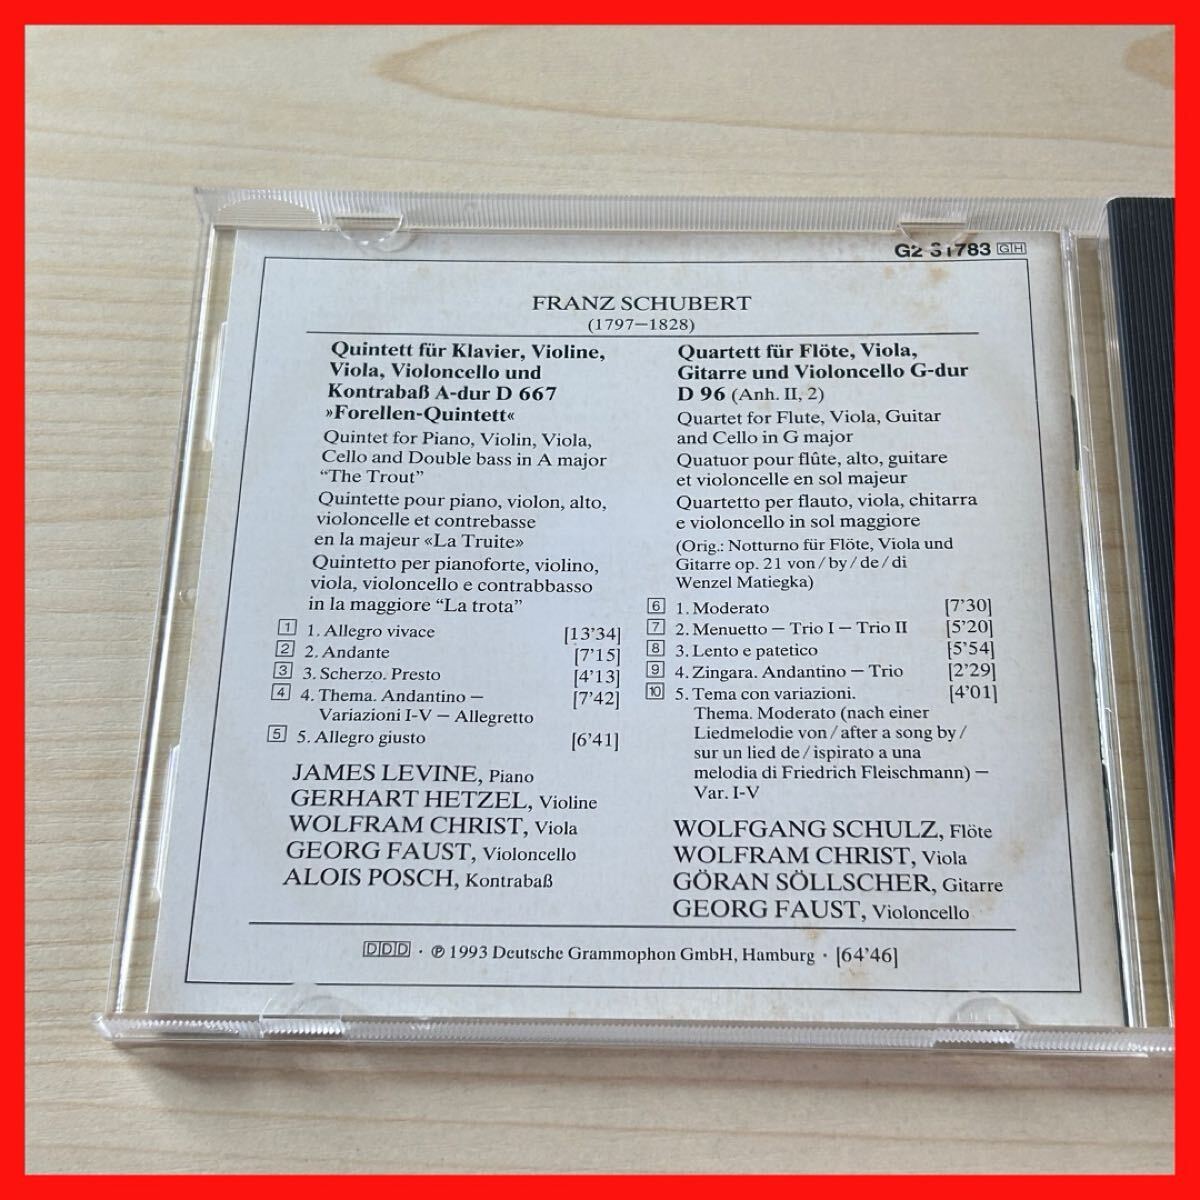 G2 31783 GH
FRANZ SCHUBERT
(1797–1828)
Quintett für Klavier, Violine,
Viola, Violoncello und
Kontrabaß A-dur D 667
»Forellen-Quintett«
Quintet for Piano, Violin, Viola,
Cello and Double bass in A major
“The Trout”
Quintette pour piano, violon, alto,
violoncelle et contrebasse
en la majeur «La Truite»
Quintetto per pianoforte, violino,
viola, violoncello e contrabbasso
in la maggiore “La trota”
1 1. Allegro vivace [13’34]
2 2. Andante [7’15]
3 3. Scherzo. Presto [4’13]
4 4. Thema. Andantino – [7’42]
Variazioni I-V – Allegretto
5 5. Allegro giusto [6’41]
JAMES LEVINE, Piano
GERHART HETZEL, Violine
WOLFRAM CHRIST, Viola
GEORG FAUST, Violoncello
ALOIS POSCH, Kontrabaß
Quartett für Flöte, Viola,
Gitarre und Violoncello G-dur
D 96 (Anh. II, 2)
Quartet for Flute, Viola, Guitar
and Cello in G major
Quatuor pour flûte, alto, guitare
et violoncelle en sol majeur
Quartetto per flauto, viola, chitarra
e violoncello in sol maggiore
(Orig.: Notturno für Flöte, Viola und
Gitarre op. 21 von / by / de / di
Wenzel Matiegka)
6 1. Moderato [7’30]
7 2. Menuetto – Trio I – Trio II [5’20]
8 3. Lento e patetico [5’54]
9 4. Zingara. Andantino – Trio [2’29]
10 5. Tema con variazioni. [4’01]
Thema. Moderato (nach einer
Liedmelodie von / after a song by /
sur un lied de / ispirato a una
melodia di Friedrich Fleischmann) –
Var. I-V
WOLFGANG SCHULZ, Flöte
WOLFRAM CHRIST, Viola
GÖRAN SÖLLSCHER, Gitarre
GEORG FAUST, Violoncello
DDD · ℗ 1993 Deutsche Grammophon GmbH, Hamburg · [64’46]